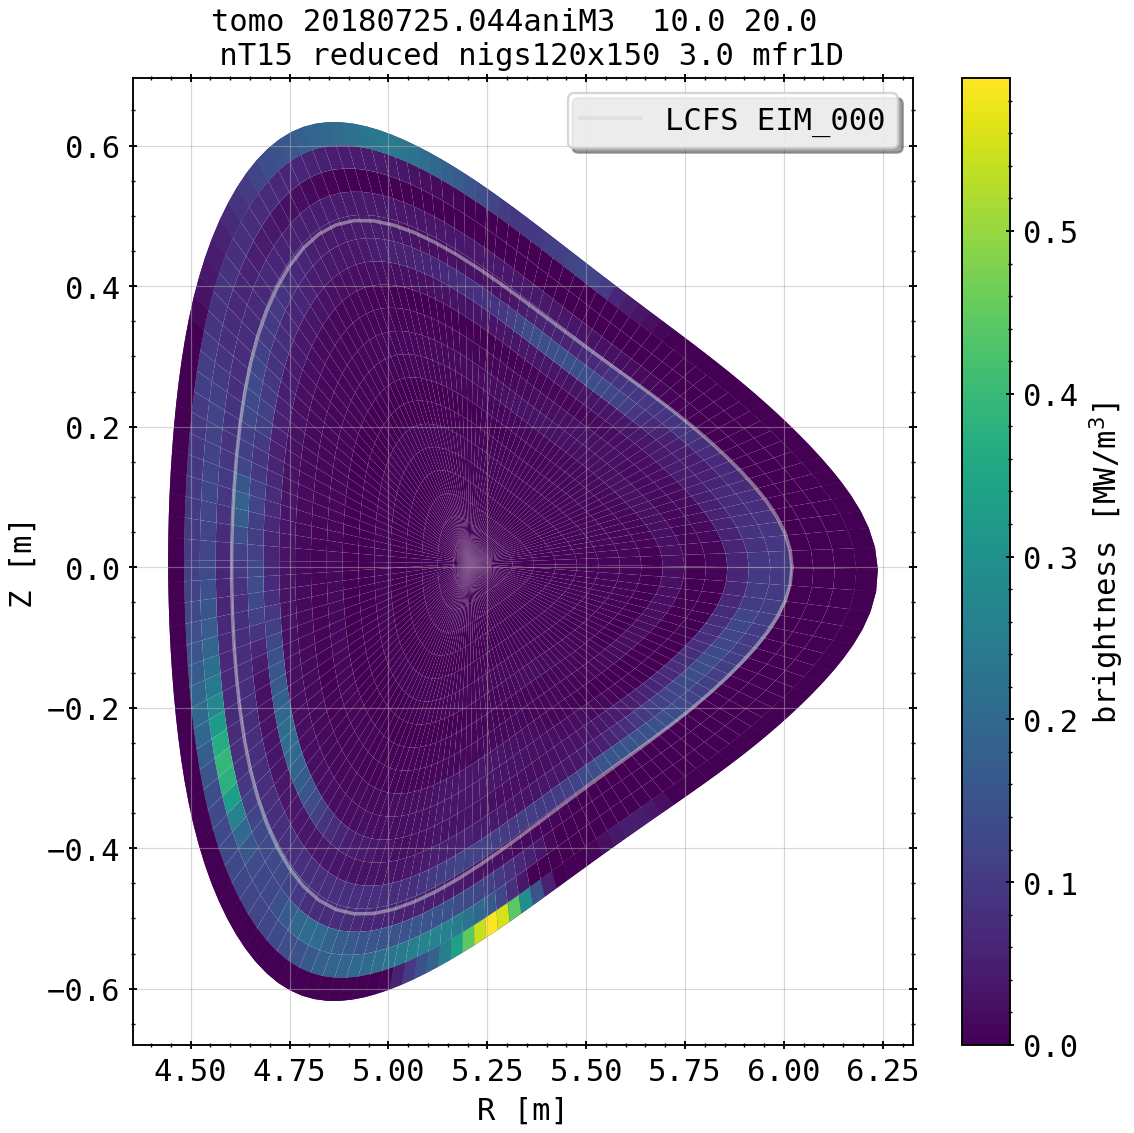 tomo 20180725.044aniM3  10.0 20.0
nT15 reduced nigs120x150 3.0 mfr1D
LCFS EIM_000
0.6
0.4
0.2
0.0
−0.2
−0.4
−0.6
Z [m]
4.50 4.75 5.00 5.25 5.50 5.75 6.00 6.25
R [m]
0.5
0.4
0.3
0.2
0.1
0.0
brightness [MW/m³]